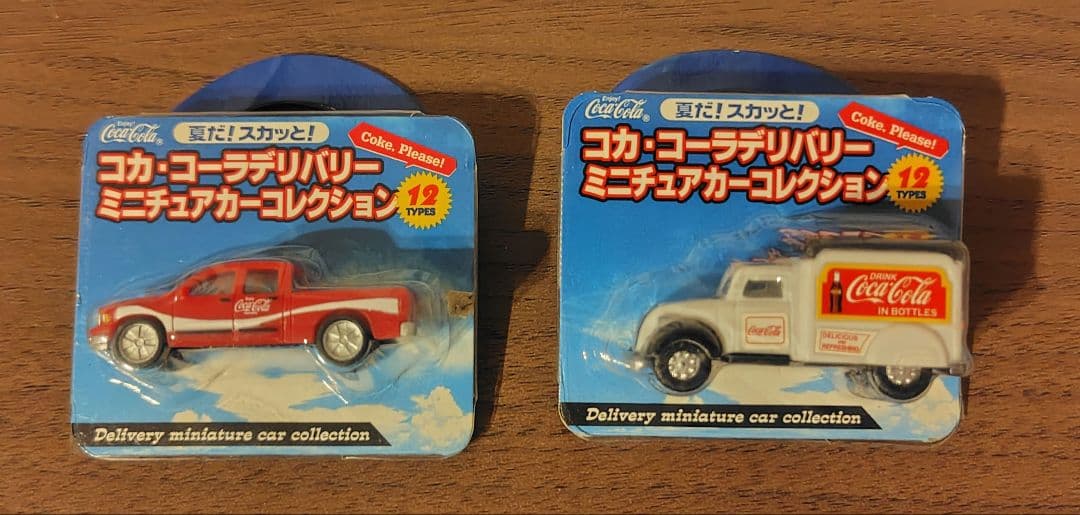 Enjoy!
Coca-Cola®
夏だ!スカッと!
Coke, Please!
コカ・コーラデリバリー
ミニチュアカーコレクション
12
TYPES
Coca-Cola
Delivery miniature car collection
Enjoy!
Coca-Cola®
夏だ!スカッと!
Coke, Please!
コカ・コーラデリバリー
ミニチュアカーコレクション
12
TYPES
DRINK
Coca-Cola
IN BOTTLES
Coca-Cola
DELICIOUS
AND
REFRESHING
Delivery miniature car collection